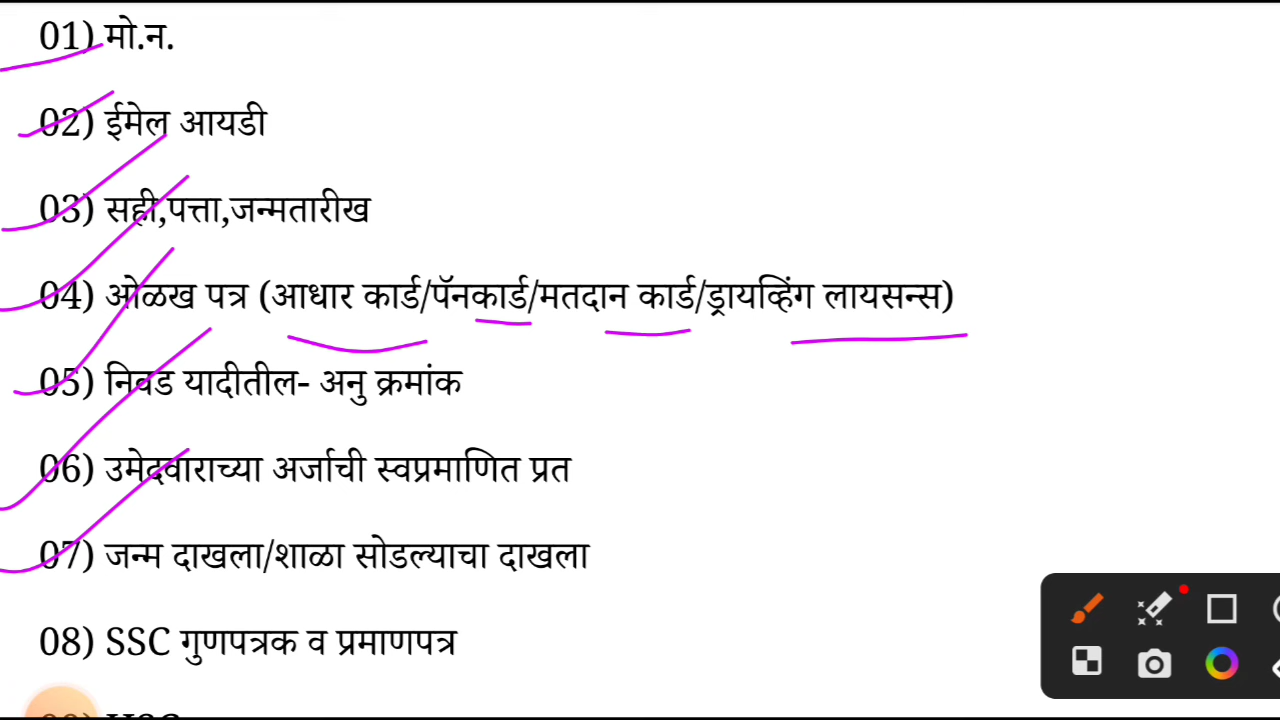 01) मो.न.
02) ईमेल आयडी
03) सही,पत्ता,जन्मतारीख
04) ओळख पत्र (आधार कार्ड/पॅनकार्ड/मतदान कार्ड/ड्रायव्हिंग लायसन्स)
05) निवड यादीतील- अनु क्रमांक
06) उमेदवाराच्या अर्जाची स्वप्रमाणित प्रत
07) जन्म दाखला/शाळा सोडल्याचा दाखला
08) SSC गुणपत्रक व प्रमाणपत्र